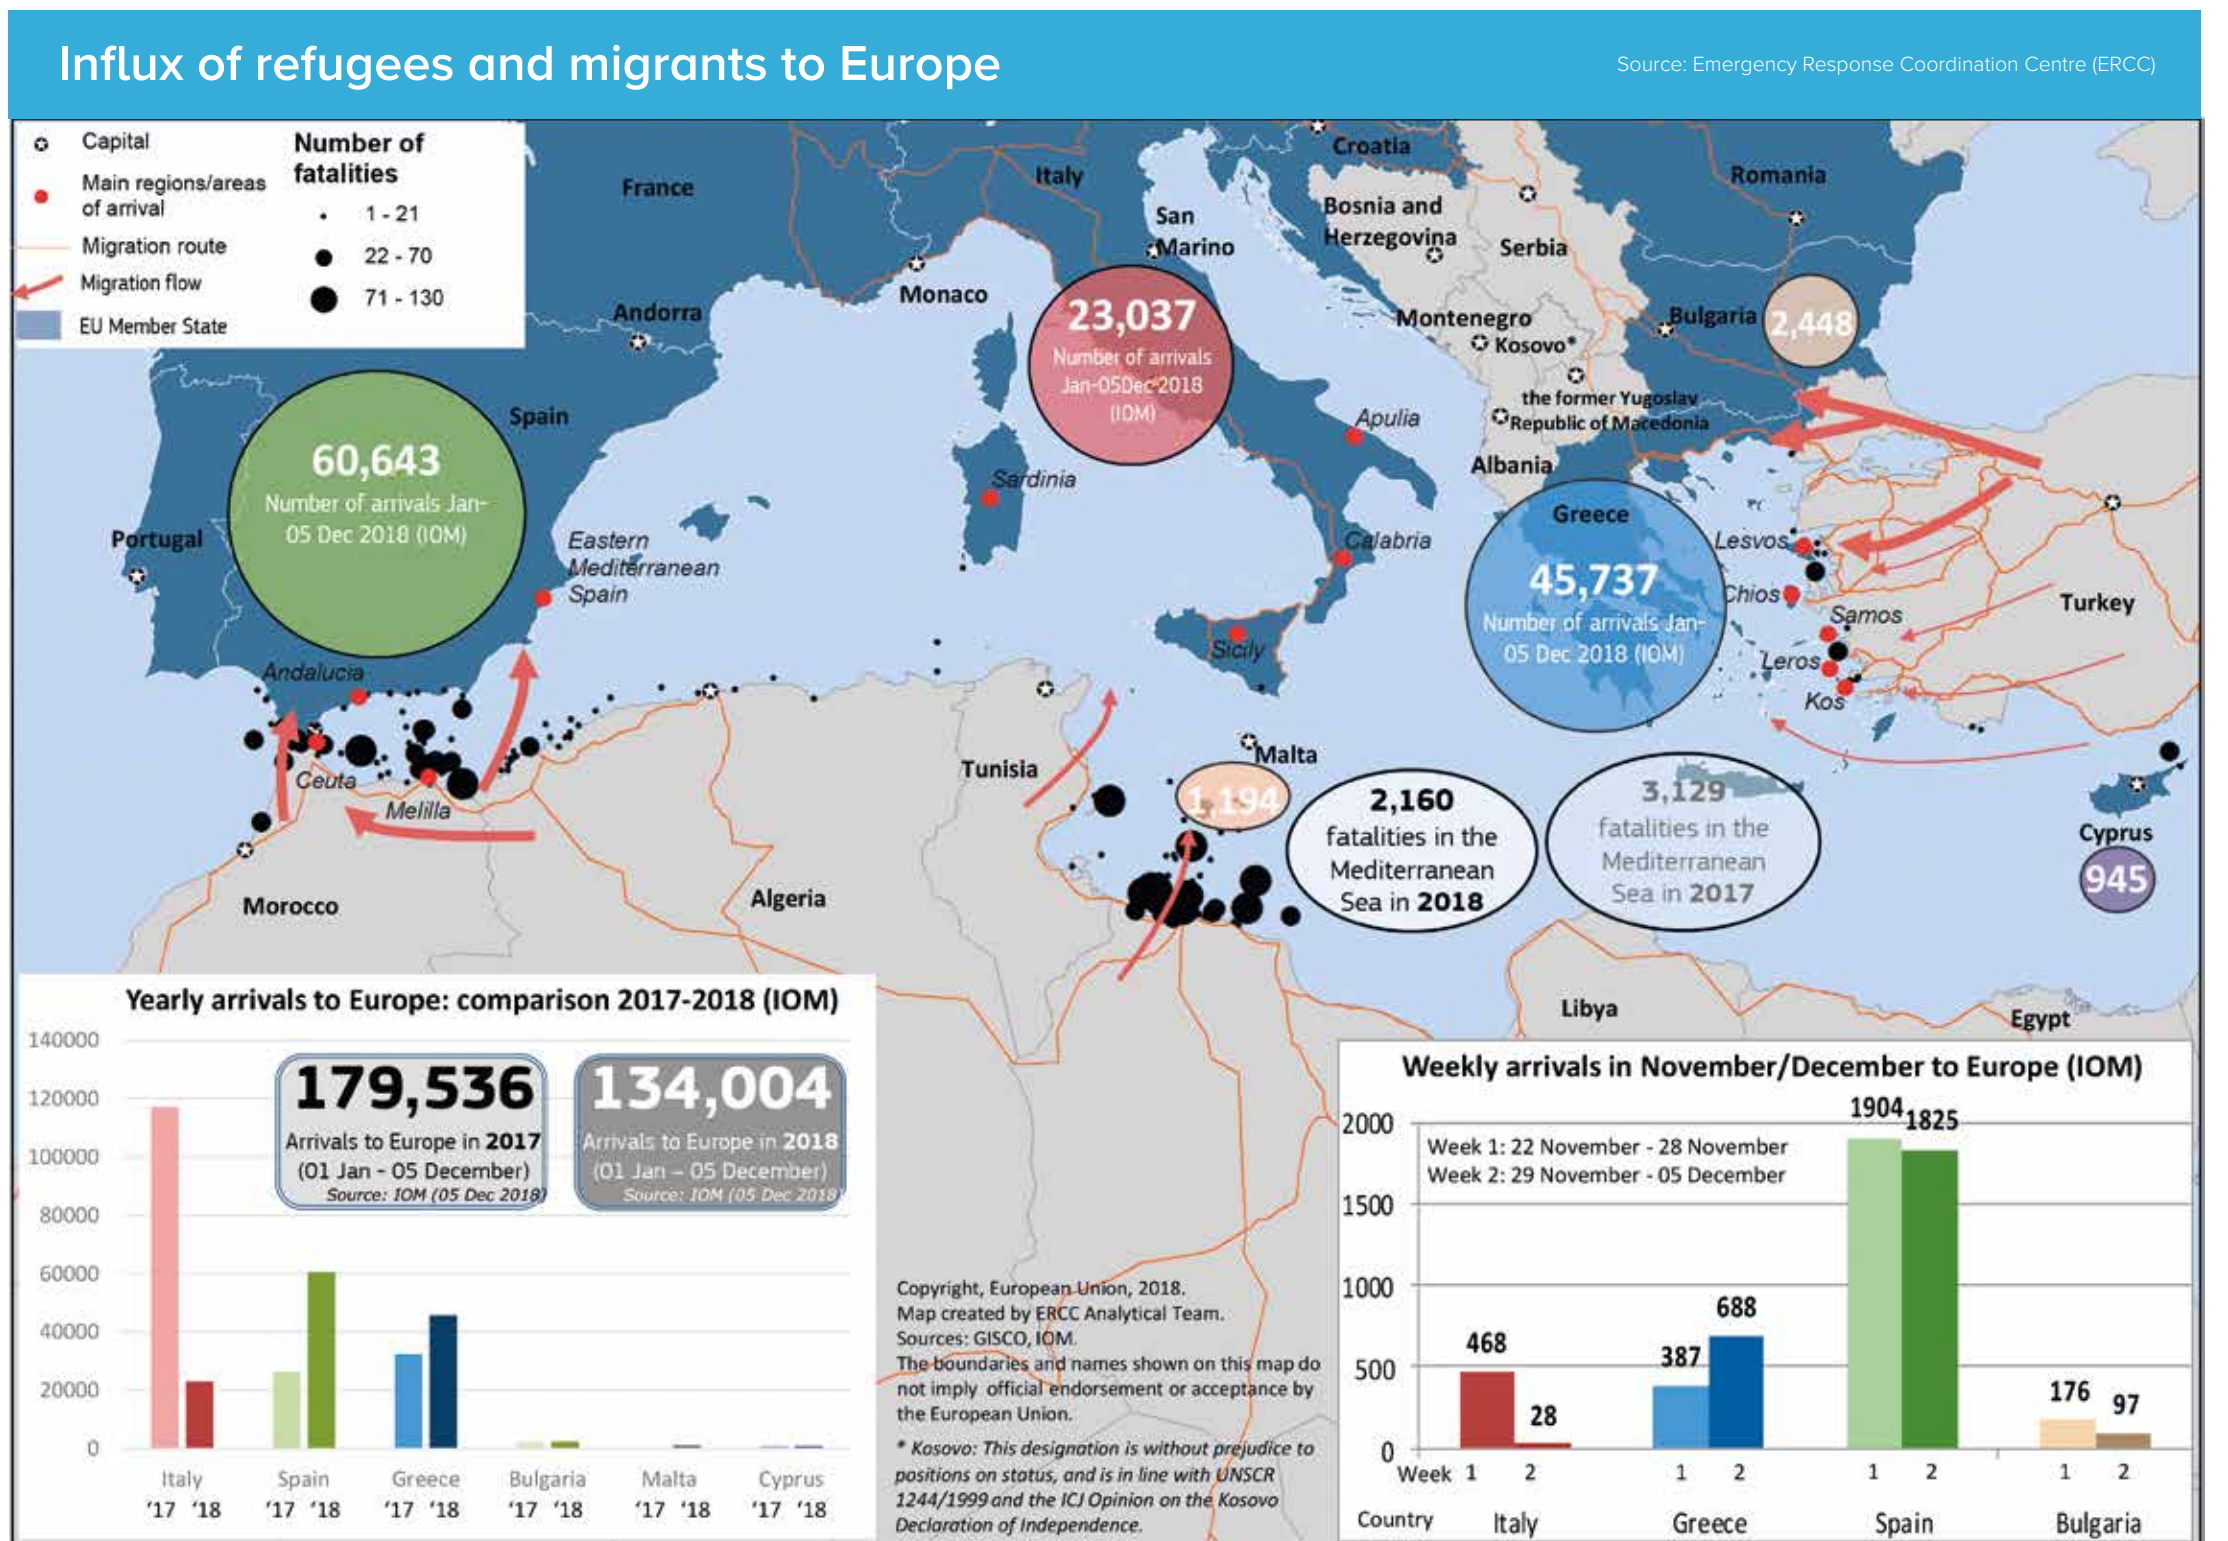 Influx of refugees and migrants to Europe
Source: Emergency Response Coordination Centre (ERCC)
Capital
Main regions/areas
of arrival
Migration route
Migration flow
EU Member State
Number of
fatalities
1 - 21
22 - 70
71 - 130
France
Italy
Croatia
Romania
San
Marino
Bosnia and
Herzegovina
Serbia
Monaco
Andorra
Montenegro
Kosovo*
Bulgaria
2,448
23,037
Number of arrivals
Jan-05Dec 2018
(IOM)
the former Yugoslav
Republic of Macedonia
Albania
Apulia
Spain
60,643
Number of arrivals Jan-
05 Dec 2018 (IOM)
Sardinia
Portugal
Eastern
Mediterranean
Spain
Calabria
Greece
45,737
Number of arrivals Jan-
05 Dec 2018 (IOM)
Lesvos
Chios
Samos
Leros
Kos
Turkey
Sicily
Andalucia
Ceuta
Melilla
Tunisia
Malta
1,194
2,160
fatalities in the
Mediterranean
Sea in 2018
3,129
fatalities in the
Mediterranean
Sea in 2017
Cyprus
945
Morocco
Algeria
Libya
Egypt
Yearly arrivals to Europe: comparison 2017-2018 (IOM)
140000
120000
100000
80000
60000
40000
20000
0
179,536
Arrivals to Europe in 2017
(01 Jan - 05 December)
Source: IOM (05 Dec 2018)
134,004
Arrivals to Europe in 2018
(01 Jan – 05 December)
Source: IOM (05 Dec 2018)
Italy Spain Greece Bulgaria Malta Cyprus
'17 '18 '17 '18 '17 '18 '17 '18 '17 '18 '17 '18
Copyright, European Union, 2018.
Map created by ERCC Analytical Team.
Sources: GISCO, IOM.
The boundaries and names shown on this map do
not imply official endorsement or acceptance by
the European Union.
* Kosovo: This designation is without prejudice to
positions on status, and is in line with UNSCR
1244/1999 and the ICJ Opinion on the Kosovo
Declaration of Independence.
Weekly arrivals in November/December to Europe (IOM)
Week 1: 22 November - 28 November
Week 2: 29 November - 05 December
2000
1500
1000
500
0
468
28
387
688
1904
1825
176
97
Week 1 2 1 2 1 2 1 2
Country Italy Greece Spain Bulgaria